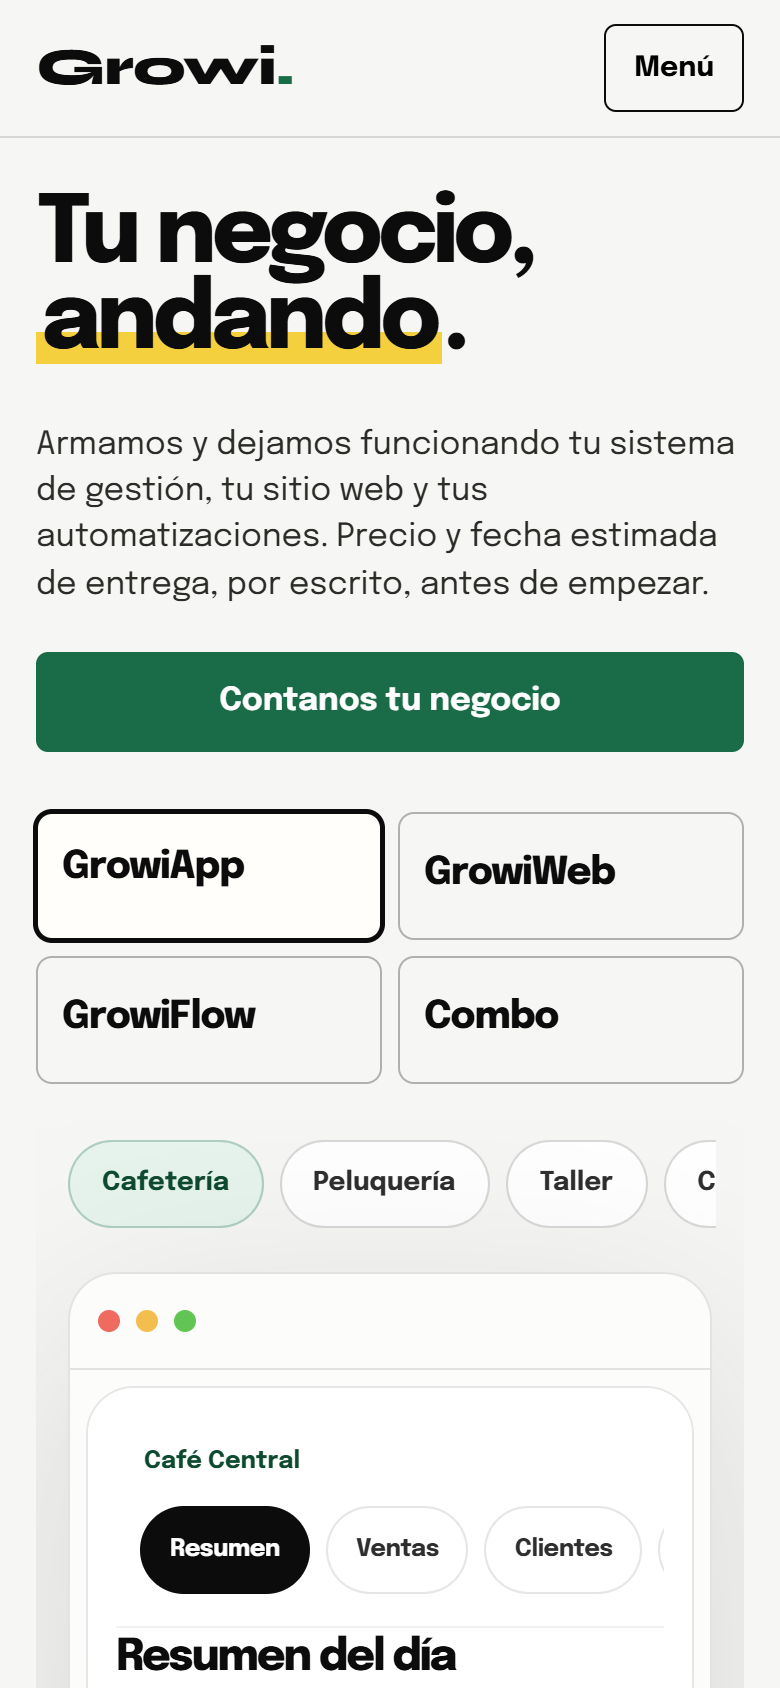 Growi.
Menú
Tu negocio,
andando.
Armamos y dejamos funcionando tu sistema
de gestión, tu sitio web y tus
automatizaciones. Precio y fecha estimada
de entrega, por escrito, antes de empezar.
Contanos tu negocio
GrowiApp
GrowiWeb
GrowiFlow
Combo
Cafetería
Peluquería
Taller
C
Café Central
Resumen
Ventas
Clientes
Resumen del día